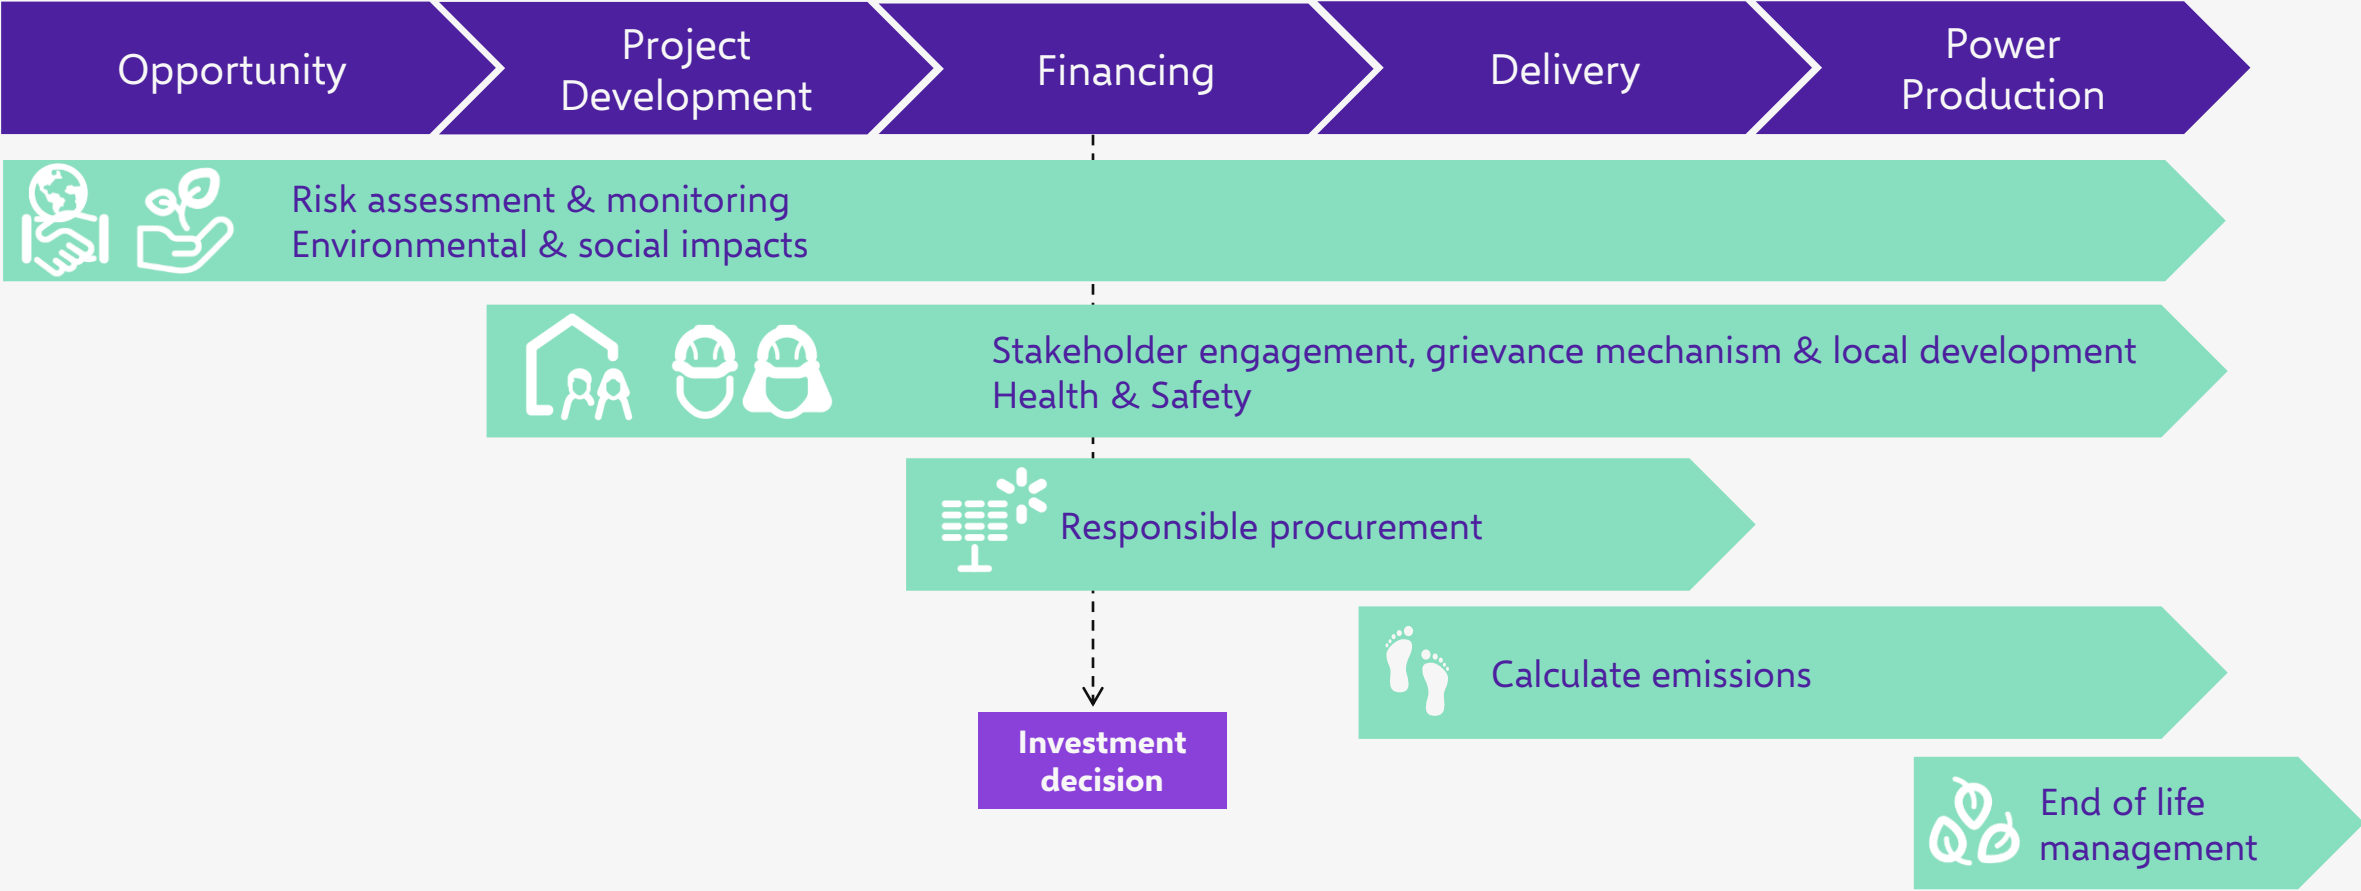 Opportunity
Project
Development
Financing
Delivery
Power
Production
Risk assessment & monitoring
Environmental & social impacts
Stakeholder engagement, grievance mechanism & local development
Health & Safety
Responsible procurement
Calculate emissions
Investment
decision
End of life
management